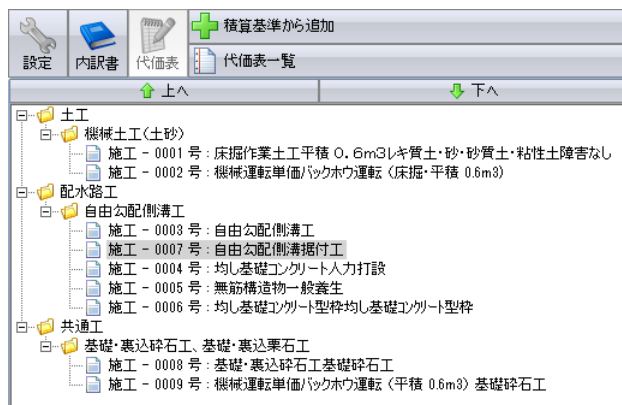 積算基準から追加
設定 内訳書 代価表 代価表一覧
上へ 下へ
土工
機械土工(土砂)
施工 - 0001 号 : 床掘作業土工平積 0.6m3レキ質土・砂・砂質土・粘性土障害なし
施工 - 0002 号 : 機械運転単価バックホウ運転 (床掘・平積 0.6m3)
配水路工
自由勾配側溝工
施工 - 0003 号 : 自由勾配側溝工
施工 - 0007 号 : 自由勾配側溝据付工
施工 - 0004 号 : 均し基礎コンクリート人力打設
施工 - 0005 号 : 無筋構造物一般養生
施工 - 0006 号 : 均し基礎コンクリート型枠均し基礎コンクリート型枠
共通工
基礎・裏込砕石工、基礎・裏込栗石工
施工 - 0008 号 : 基礎・裏込砕石工基礎砕石工
施工 - 0009 号 : 機械運転単価バックホウ運転 (平積 0.6m3) 基礎砕石工